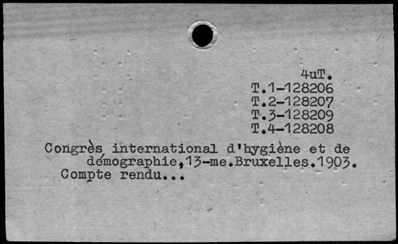 4uT.
T.1-128206
T.2-128207
T.3-128209
T.4-128208
Congrès international d'hygiène et de
démographie,13-me.Bruxelles.1903.
Compte rendu...